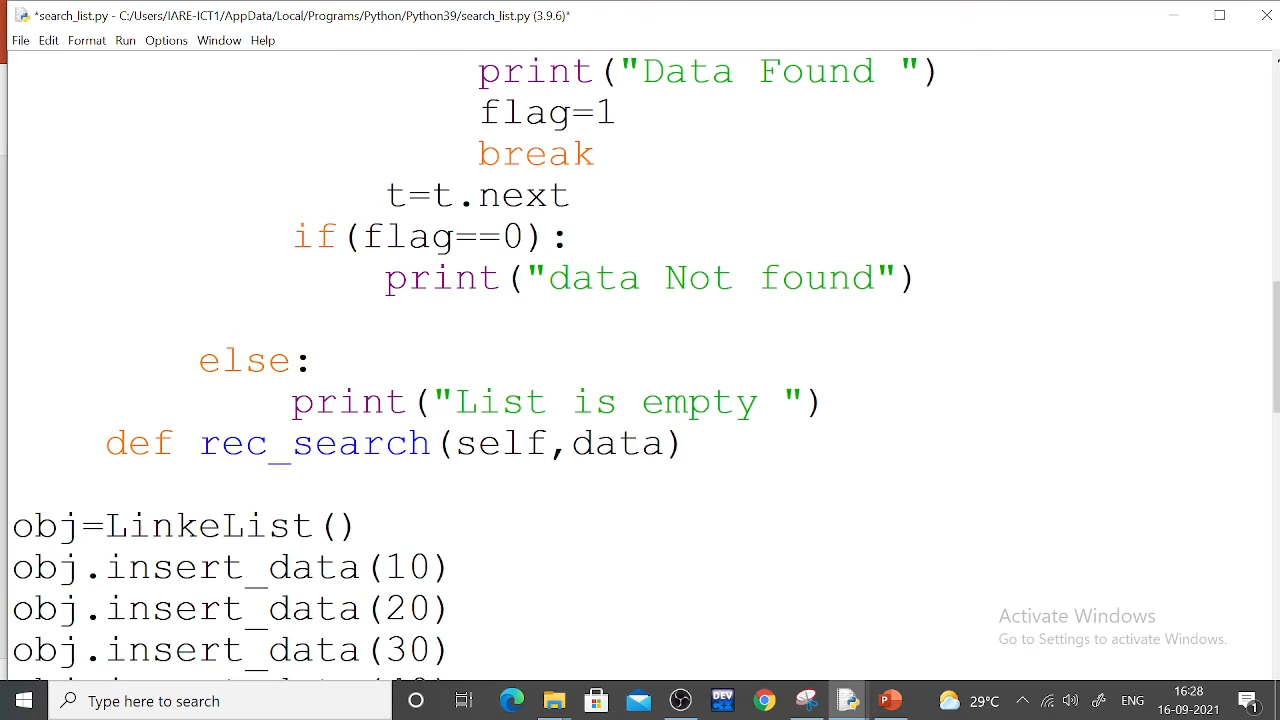 *search_list.py - C:/Users/IARE-ICT1/AppData/Local/Programs/Python/Python39/search_list.py (3.9.6)*
File Edit Format Run Options Window Help
print("Data Found ")
flag=1
break
t=t.next
if(flag==0):
print("data Not found")
else:
print("List is empty ")
def rec_search(self,data)
obj=LinkeList()
obj.insert_data(10)
obj.insert_data(20)
obj.insert_data(30)
Activate Windows
Go to Settings to activate Windows.
Type here to search
DEV C++
29°C
ENG
16:28
16-09-2021
1